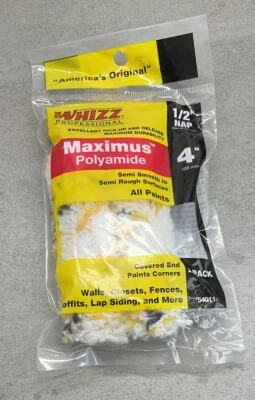 "America's Original"
WHIZZ
PROFESSIONAL
EXCELLENT PICK-UP AND RELEASE
MAXIMUM DURABILITY
1/2"
NAP
Maximus™
Polyamide
4"
Semi Smooth to
Semi Rough Surfaces
All Paints
Covered End
Paints Corners
PACK
Walls, Closets, Fences,
offits, Lap Siding, and More